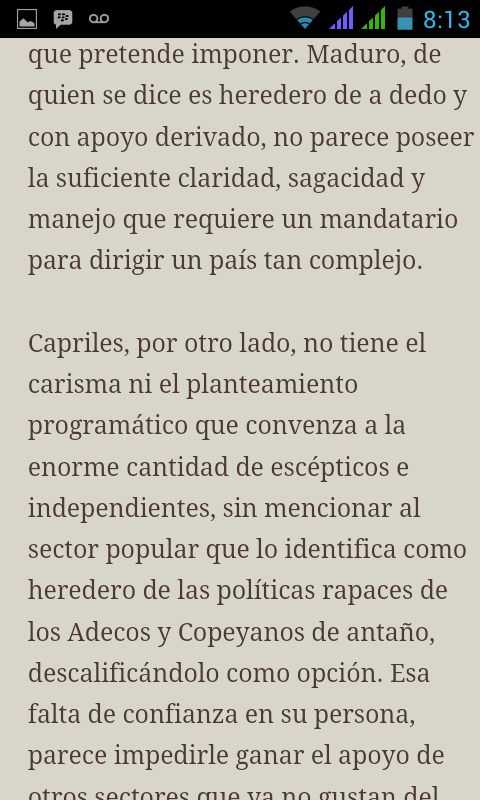 8:13
que pretende imponer. Maduro, de
quien se dice es heredero de a dedo y
con apoyo derivado, no parece poseer
la suficiente claridad, sagacidad y
manejo que requiere un mandatario
para dirigir un país tan complejo.
Capriles, por otro lado, no tiene el
carisma ni el planteamiento
programático que convenza a la
enorme cantidad de escépticos e
independientes, sin mencionar al
sector popular que lo identifica como
heredero de las políticas rapaces de
los Adecos y Copeyanos de antaño,
descalificándolo como opción. Esa
falta de confianza en su persona,
parece impedirle ganar el apoyo de
otros sectores que ya no gustan del